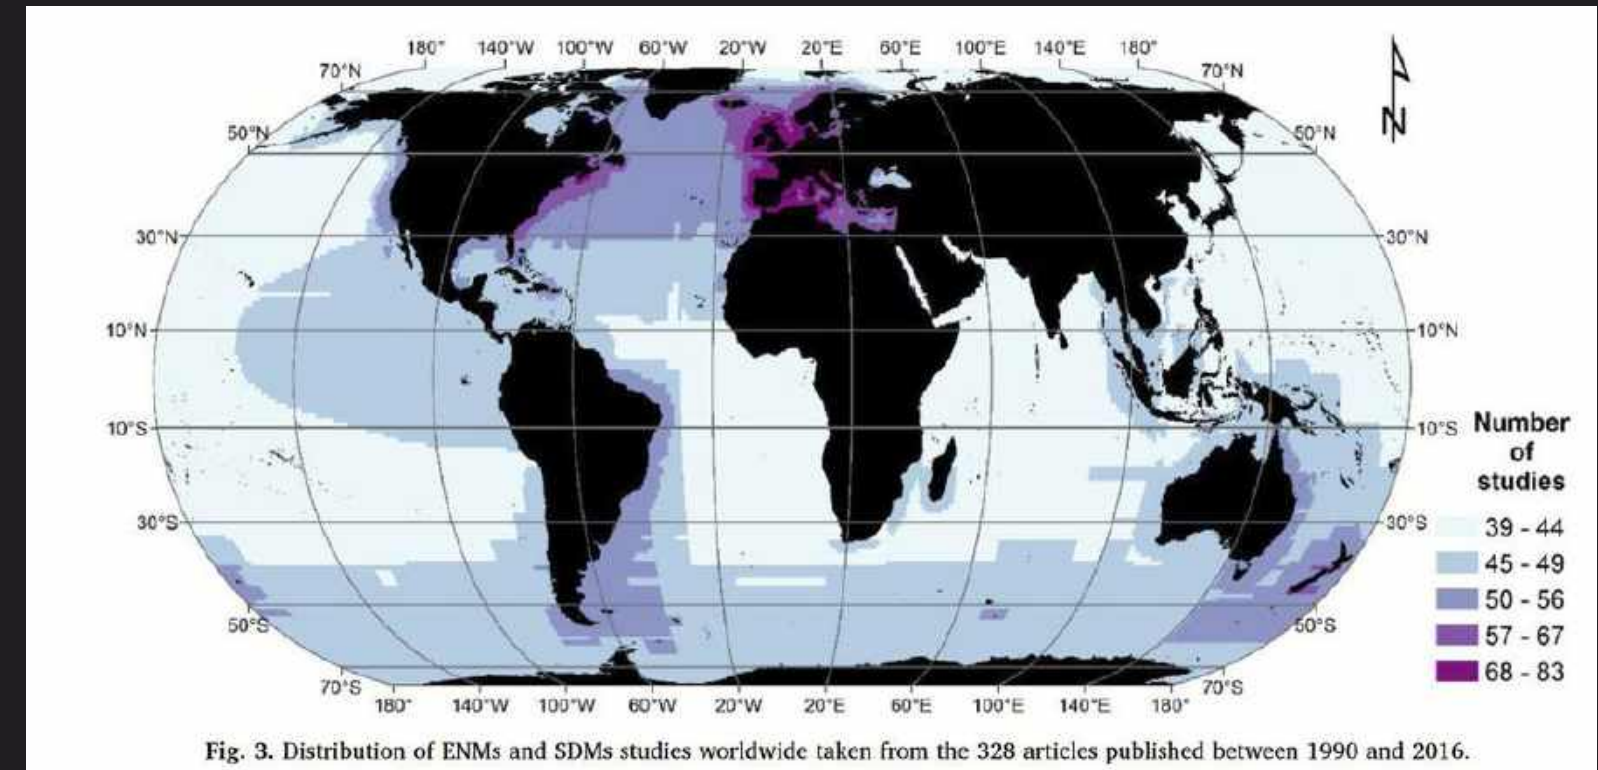 180° 140°W 100°W 60°W 20°W 20°E 60°E 100°E 140°E 180°
70°N 70°N
50°N 50°N
30°N 30°N
10°N 10°N
10°S 10°S
30°S 30°S
50°S 50°S
70°S 70°S
180° 140°W 100°W 60°W 20°W 20°E 60°E 100°E 140°E 180°
N
Number
of
studies
39 - 44
45 - 49
50 - 56
57 - 67
68 - 83
Fig. 3. Distribution of ENMs and SDMs studies worldwide taken from the 328 articles published between 1990 and 2016.